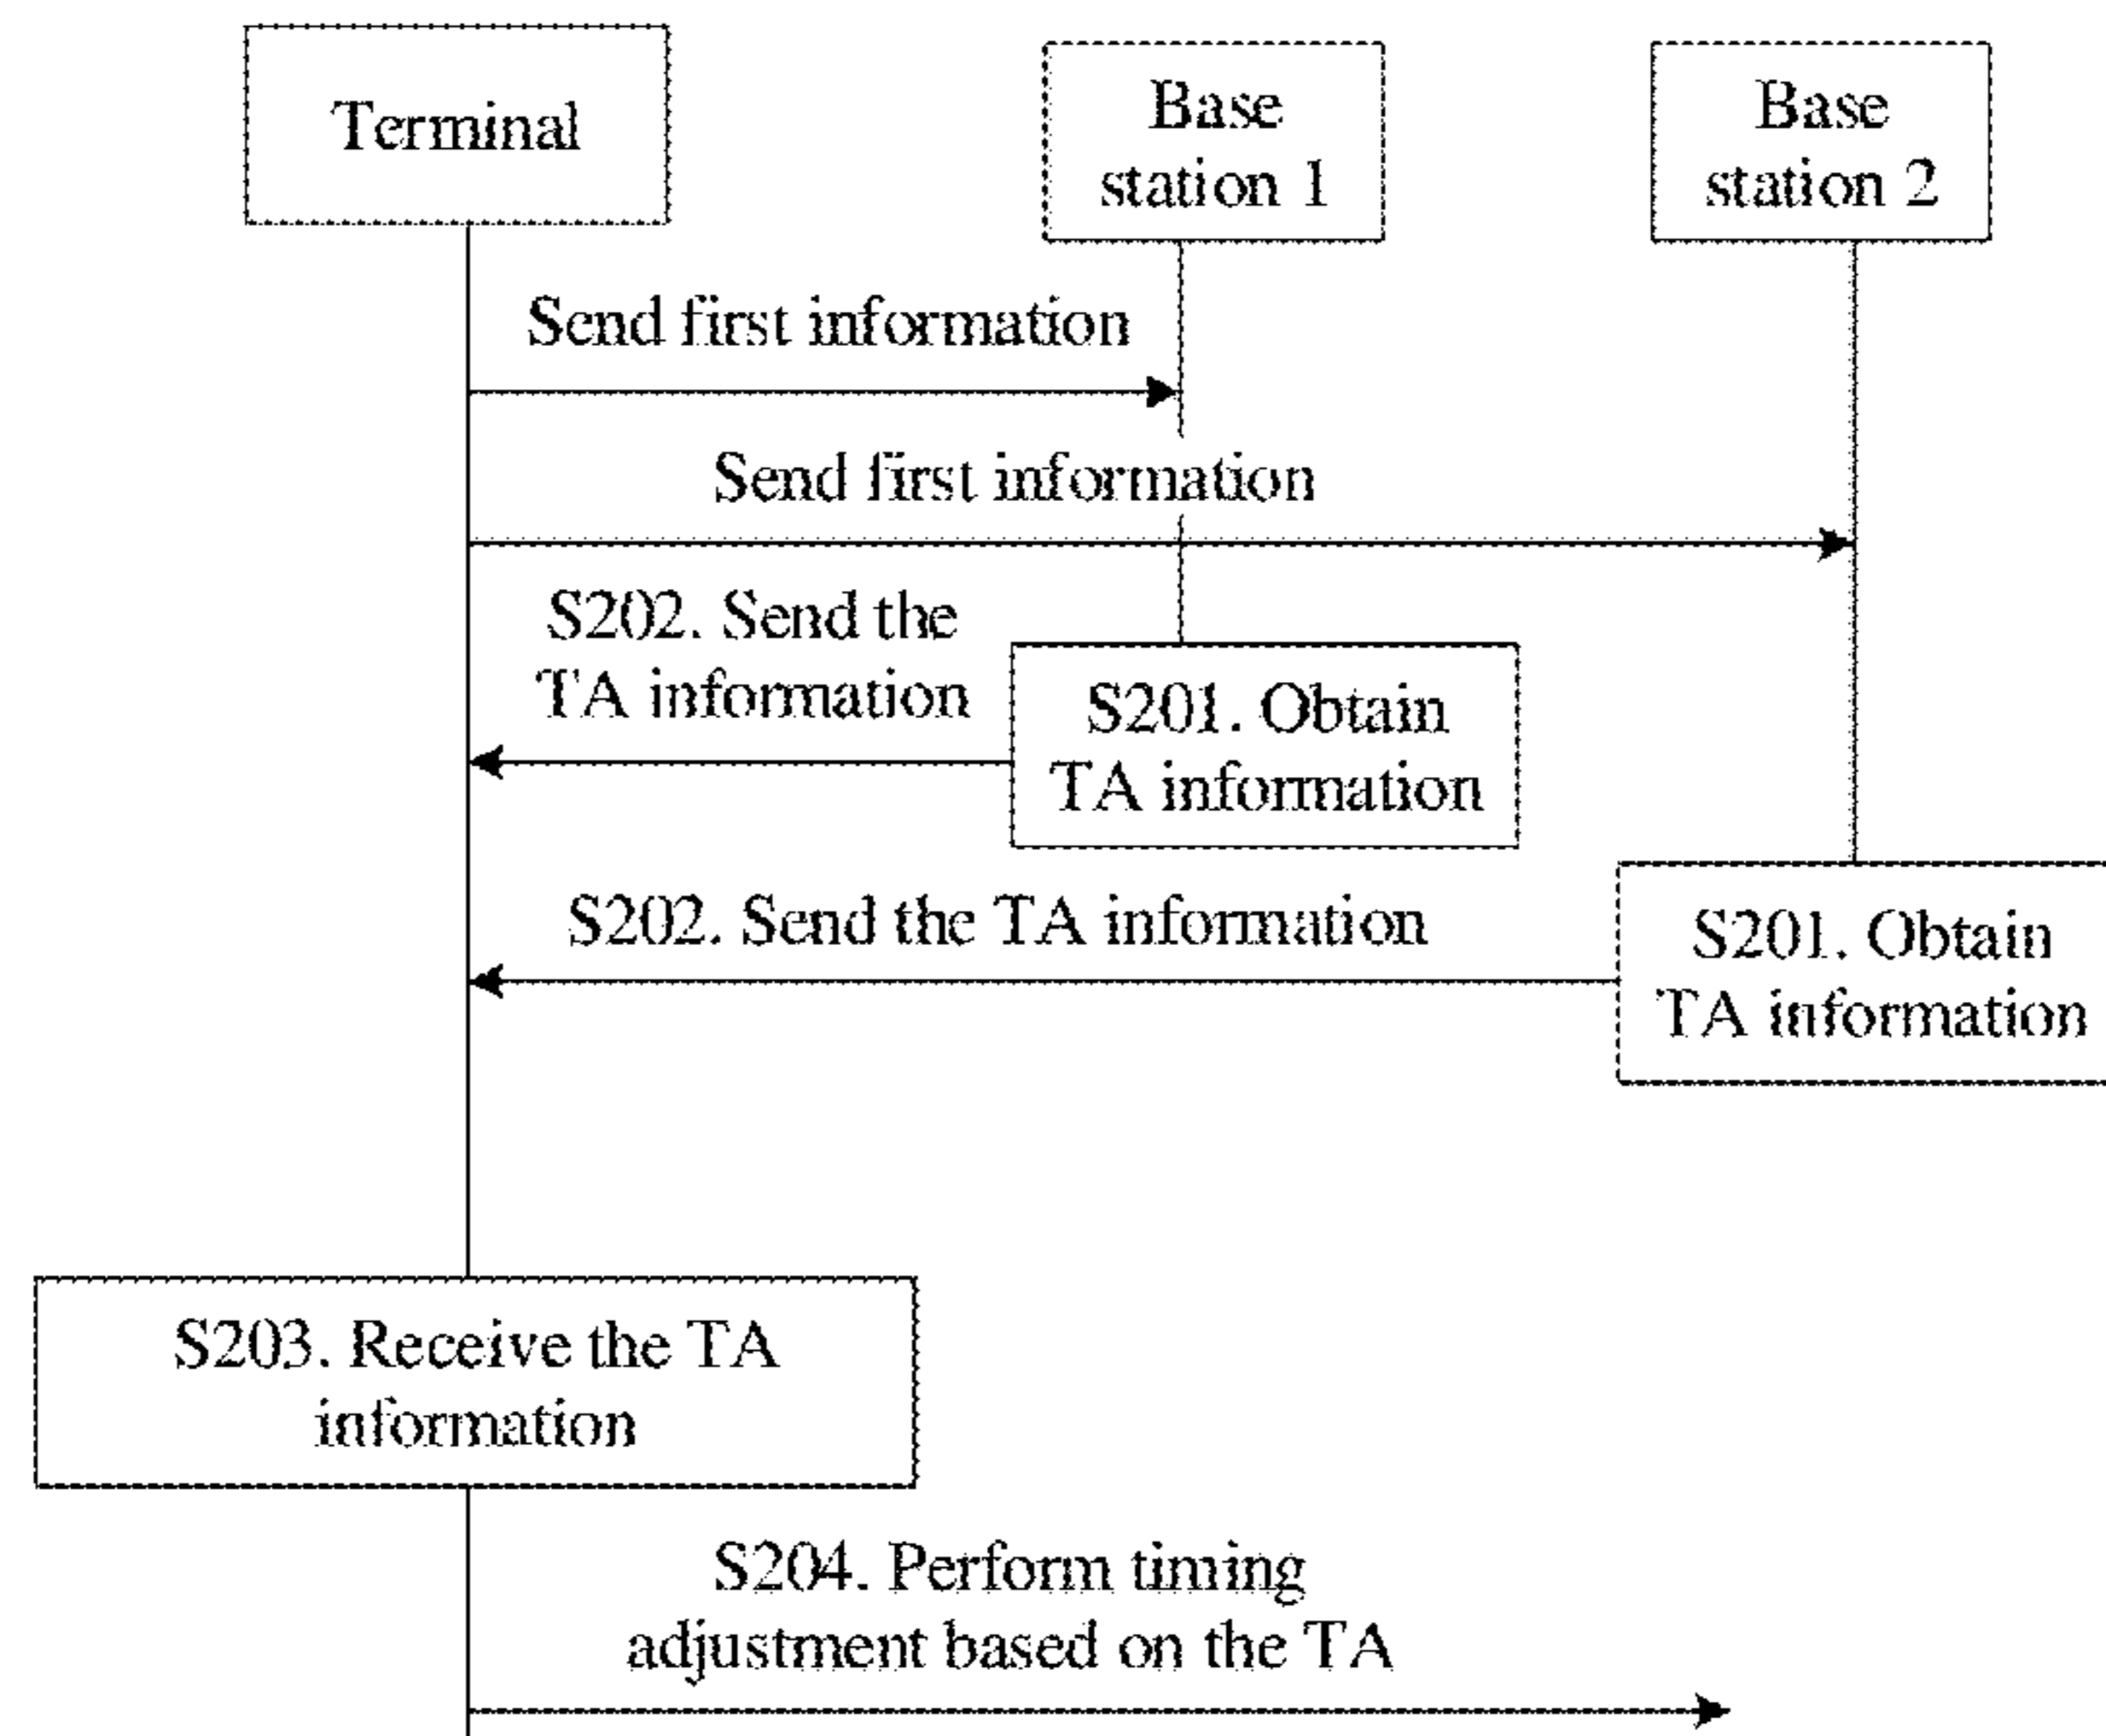 Terminal
Base
station 1
Base
station 2
Send first information
Send first information
S202. Send the
TA information
S201. Obtain
TA information
S202. Send the TA information
S201. Obtain
TA information
S203. Receive the TA
information
S204. Perform timing
adjustment based on the TA